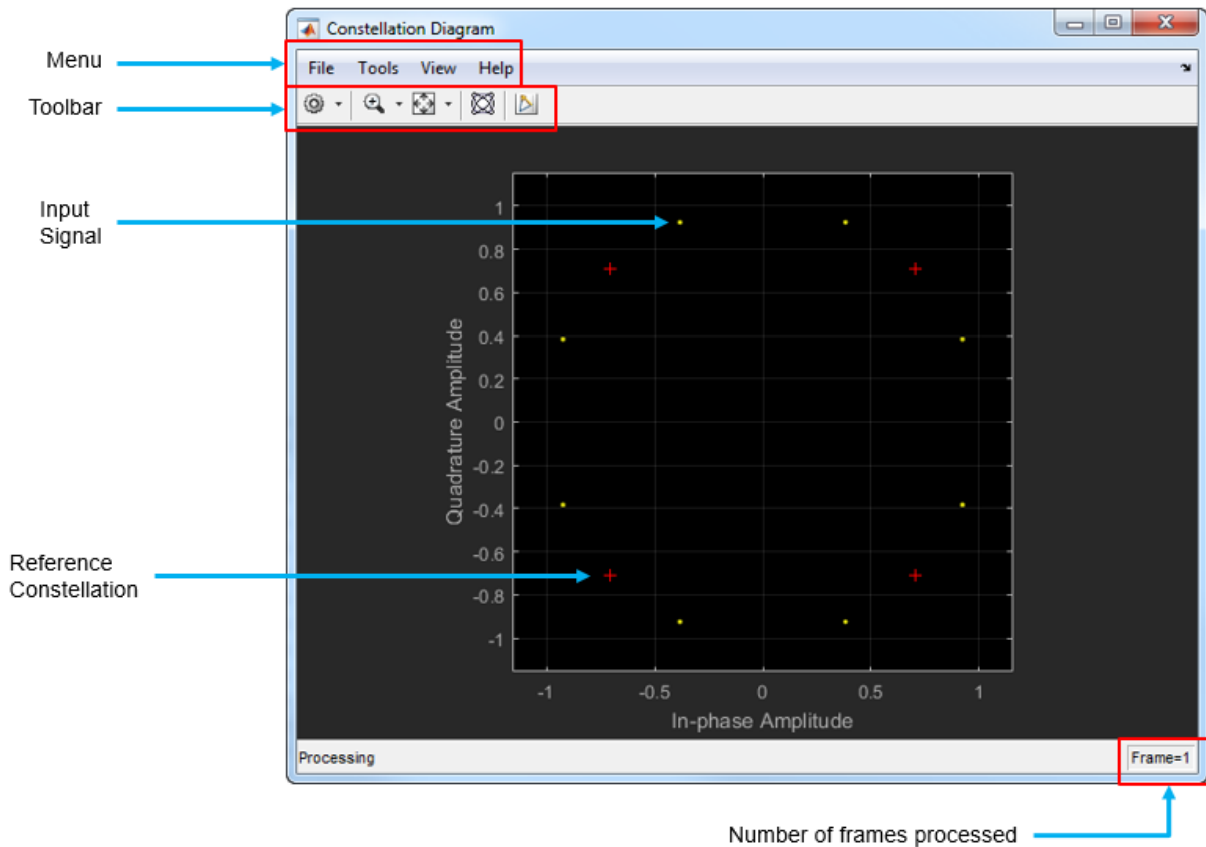 Constellation Diagram
Menu
File Tools View Help
Toolbar
Input
Signal
1
0.8
0.6
0.4
0.2
0
-0.2
-0.4
-0.6
-0.8
-1
Quadrature Amplitude
Reference
Constellation
-1 -0.5 0 0.5 1
In-phase Amplitude
Processing
Frame=1
Number of frames processed